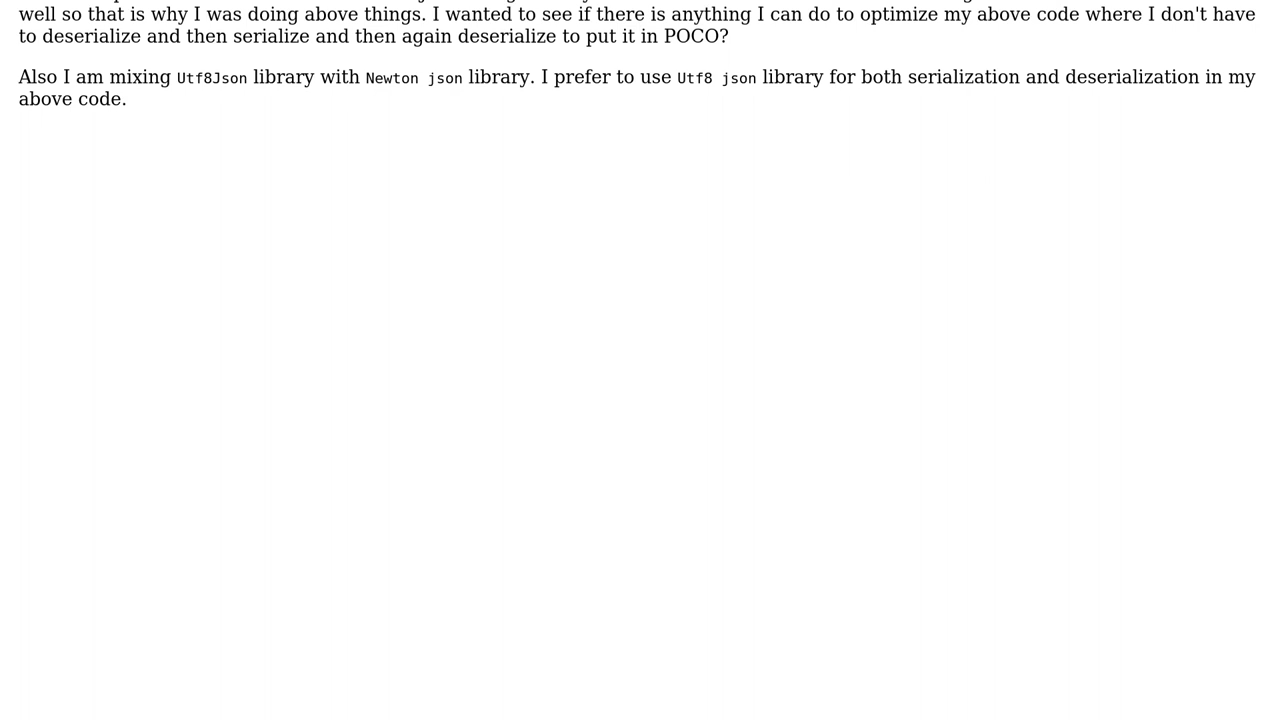 well so that is why I was doing above things. I wanted to see if there is anything I can do to optimize my above code where I don't have
to deserialize and then serialize and then again deserialize to put it in POCO?
Also I am mixing Utf8Json library with Newton json library. I prefer to use Utf8 json library for both serialization and deserialization in my
above code.